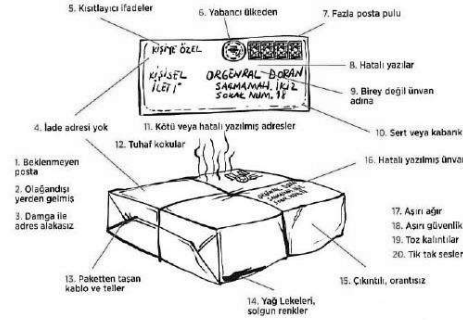 5. Kısıtlayıcı ifadeler
6. Yabancı ülkeden
7. Fazla posta pulu
KİŞİYE ÖZEL
8. Hatalı yazılar
KİŞİSEL
İLETİ
ORGENRAL DORAN
SARMAMAH. İKİZ
SOKAK NUM. 18
9. Birey değil ünvan
adına
4. İade adresi yok
11. Kötü veya hatalı yazılmış adresler
10. Sert veya kabarık
12. Tuhaf kokular
1. Beklenmeyen
posta
16. Hatalı yazılmış ünvan
2. Olağandışı
yerden gelmiş
3. Damga ile
adres alakasız
17. Aşırı ağır
18. Aşırı güvenlik
19. Toz kalıntılar
20. Tik tak sesler
13. Paketten taşan
kablo ve teller
15. Çıkıntılı, orantısız
14. Yağ Lekeleri,
solgun renkler